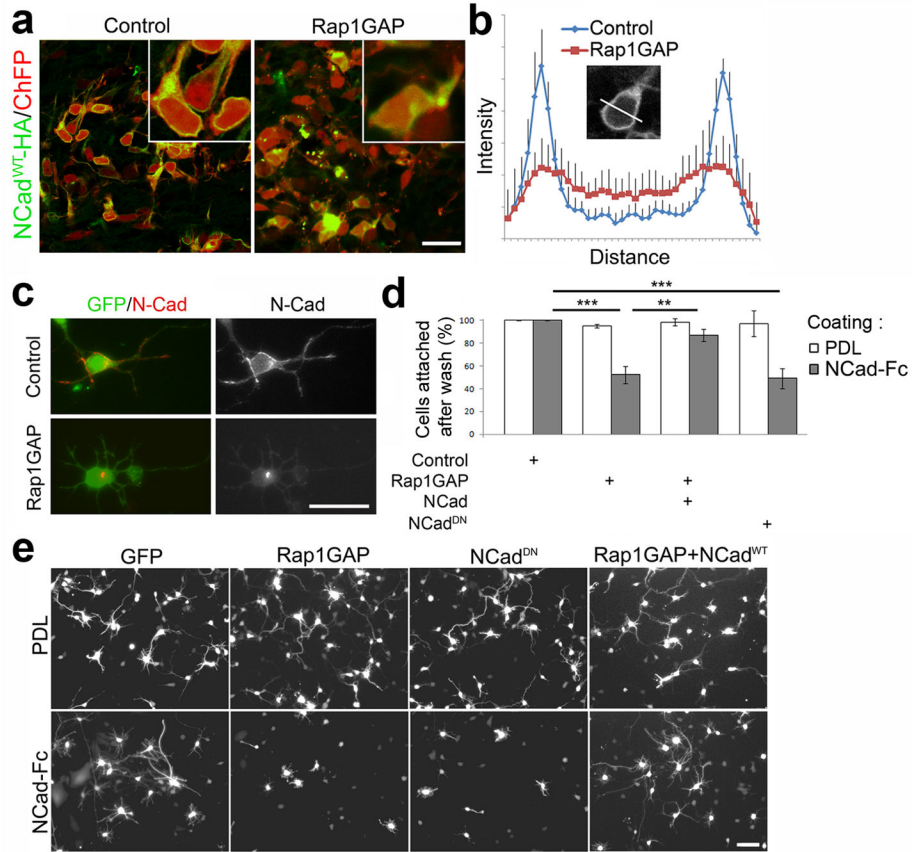 a
Control
Rap1GAP
NCad^WT-HA/ChFP
b
Control
Rap1GAP
Intensity
Distance
c
GFP/N-Cad
N-Cad
Control
Rap1GAP
d
***
***
**
Cells attached
after wash (%)
100
80
60
40
20
0
Coating :
PDL
NCad-Fc
Control +
Rap1GAP + +
NCad +
NCad^DN +
e
GFP
Rap1GAP
NCad^DN
Rap1GAP+NCad^WT
PDL
NCad-Fc